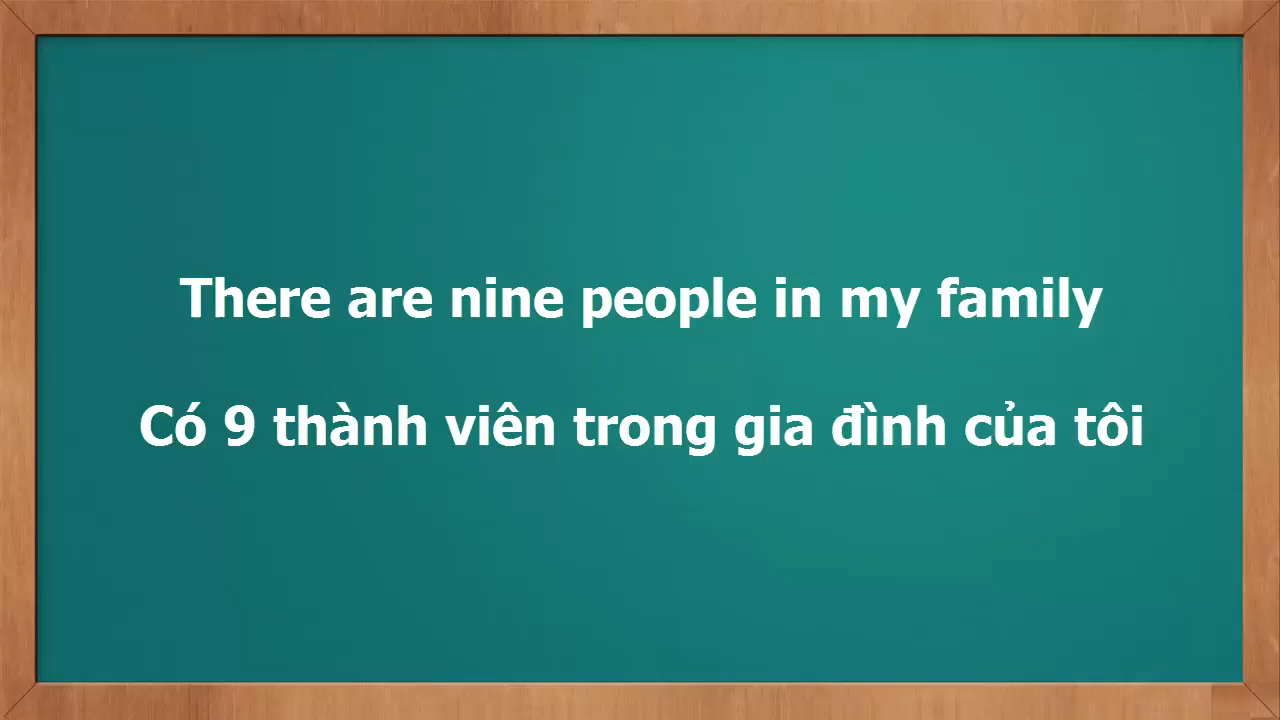 There are nine people in my family
Có 9 thành viên trong gia đình của tôi